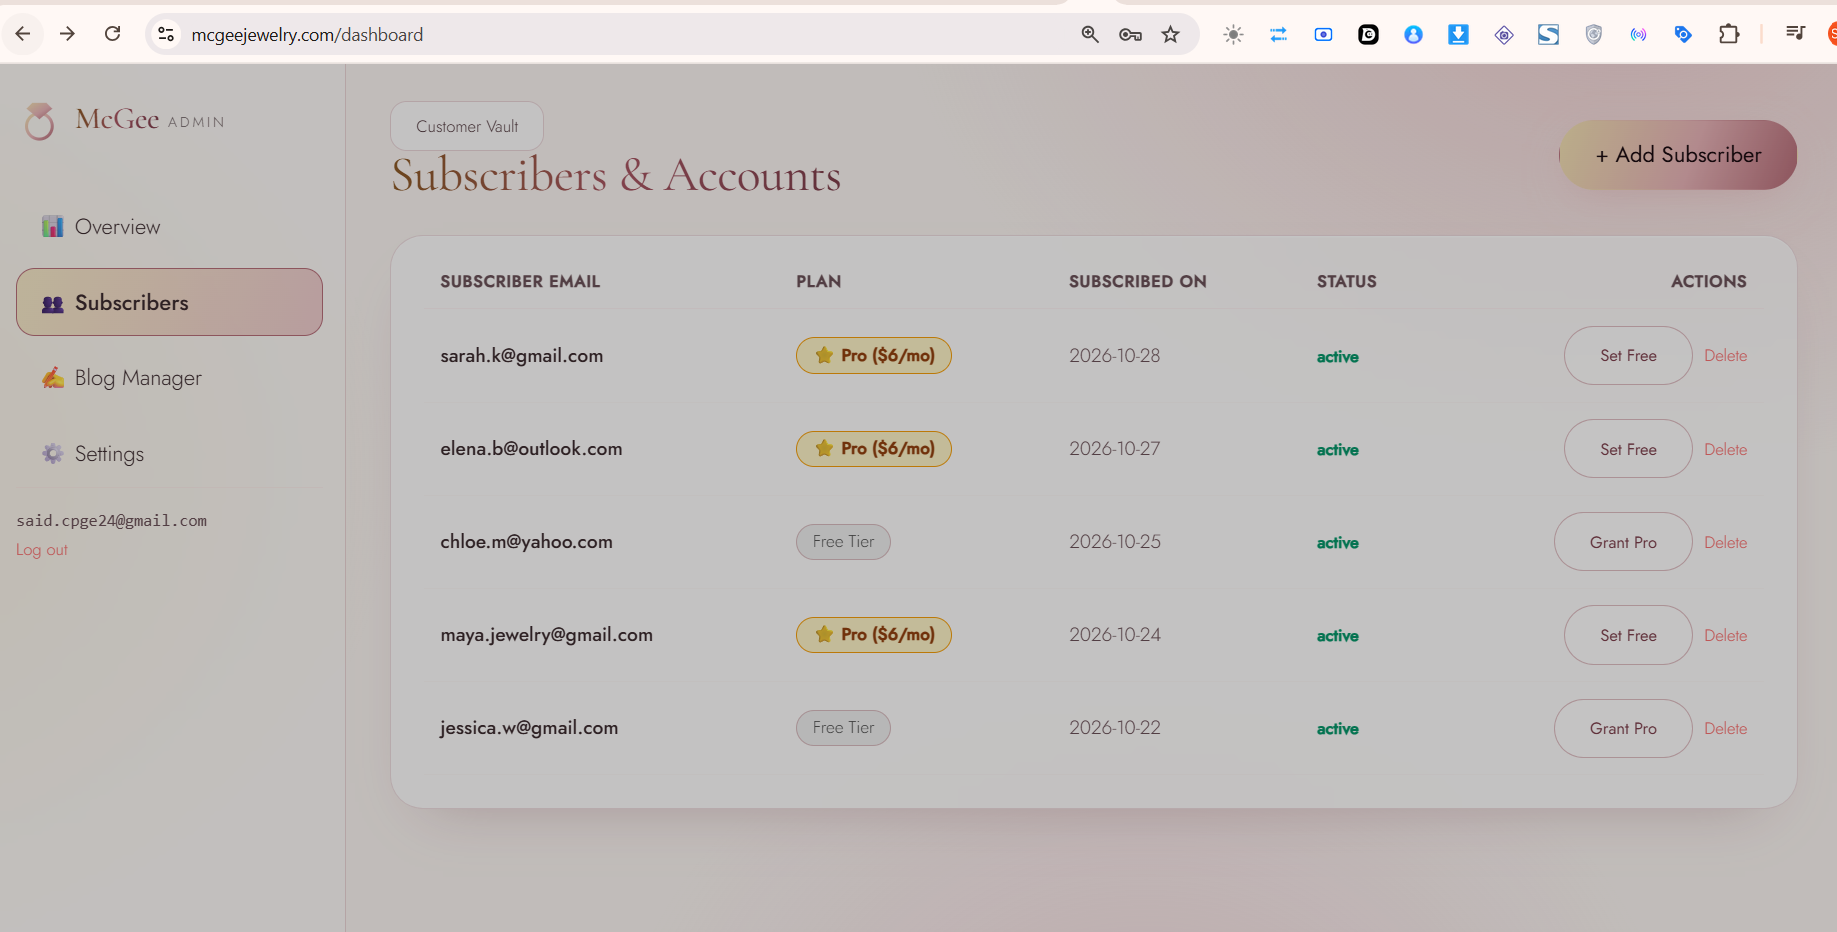 mcgeejewelry.com/dashboard
McGee ADMIN
Overview
Subscribers
Blog Manager
Settings
said.cpge24@gmail.com
Log out
Customer Vault
Subscribers & Accounts
+ Add Subscriber
SUBSCRIBER EMAIL PLAN SUBSCRIBED ON STATUS ACTIONS
sarah.k@gmail.com Pro ($6/mo) 2026-10-28 active Set Free Delete
elena.b@outlook.com Pro ($6/mo) 2026-10-27 active Set Free Delete
chloe.m@yahoo.com Free Tier 2026-10-25 active Grant Pro Delete
maya.jewelry@gmail.com Pro ($6/mo) 2026-10-24 active Set Free Delete
jessica.w@gmail.com Free Tier 2026-10-22 active Grant Pro Delete